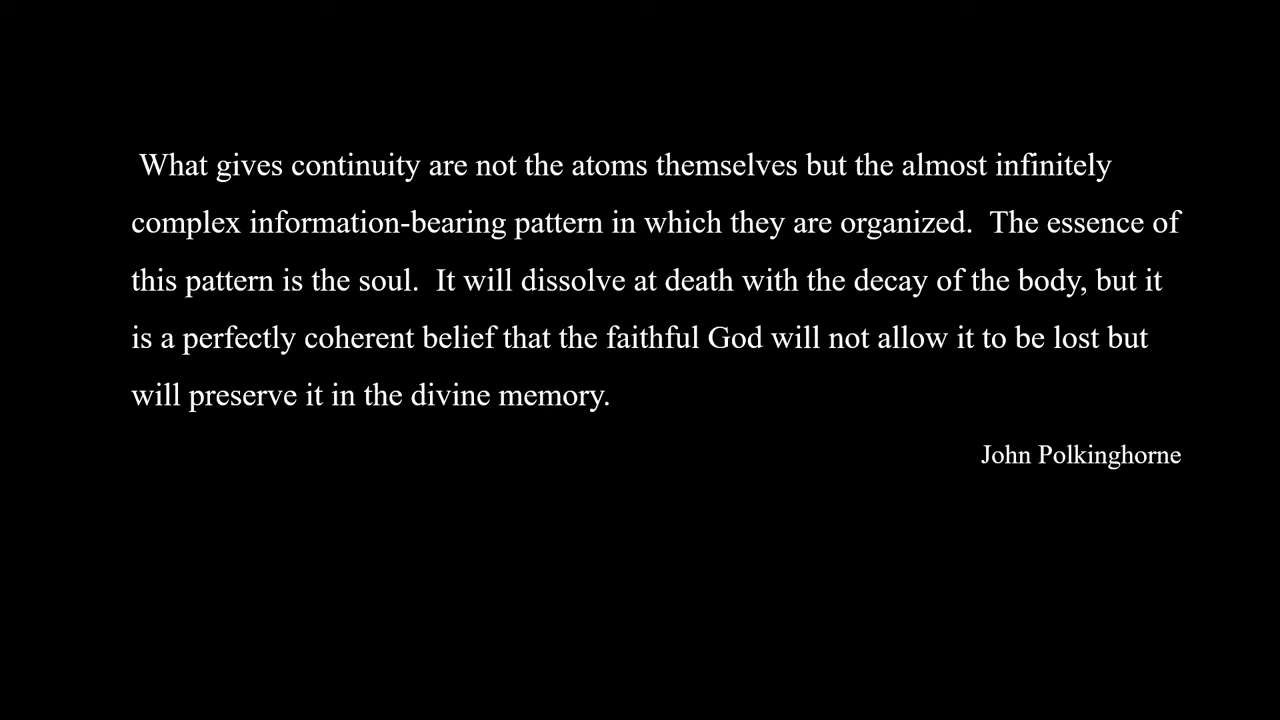 What gives continuity are not the atoms themselves but the almost infinitely
complex information-bearing pattern in which they are organized.  The essence of
this pattern is the soul.  It will dissolve at death with the decay of the body, but it
is a perfectly coherent belief that the faithful God will not allow it to be lost but
will preserve it in the divine memory.
John Polkinghorne